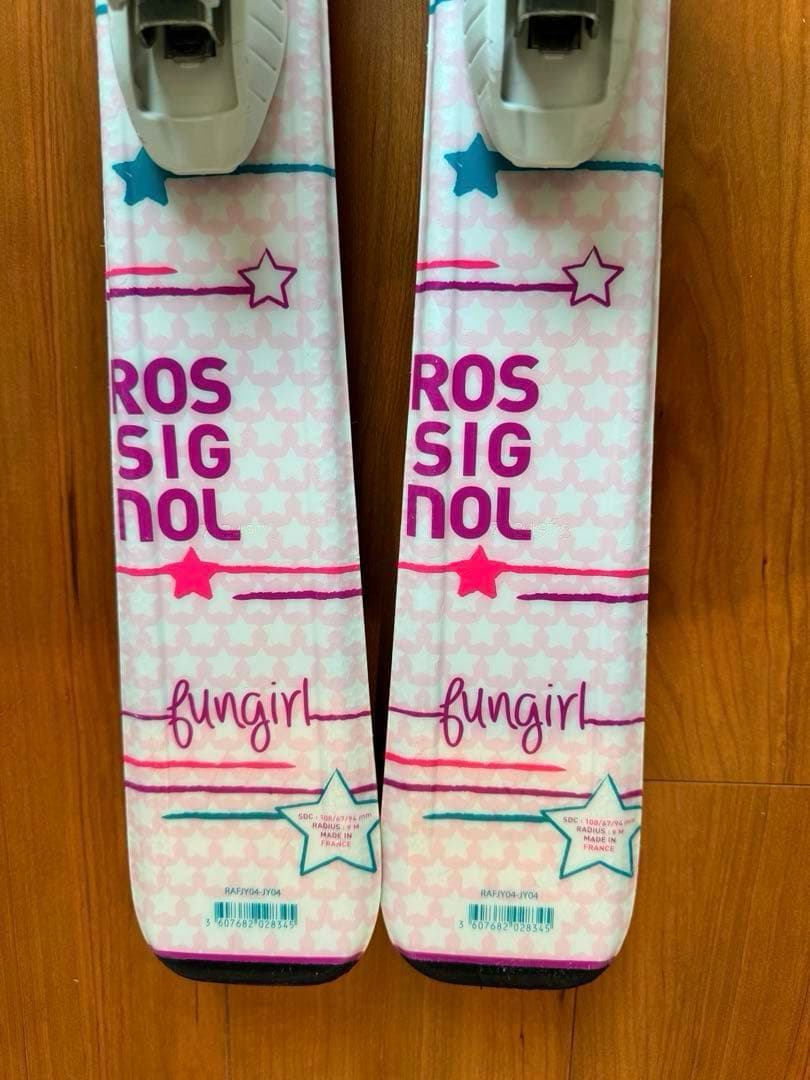 ROS
SIG
NOL
fungirl
SDC : 108/67/94 mm
RADIUS : 9 M
MADE IN
FRANCE
RAFJY04-JY04
3 607682 028345
ROS
SIG
NOL
fungirl
SDC : 108/67/94 mm
RADIUS : 9 M
MADE IN
FRANCE
RAFJY04-JY04
3 607682 028345